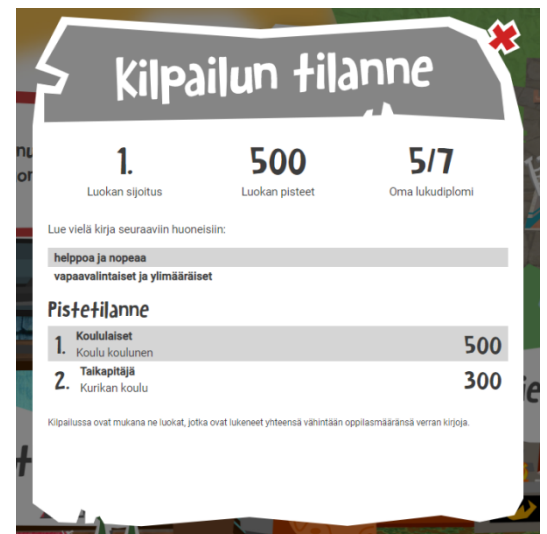 Kilpailun tilanne
1. 500 5/7
Luokan sijoitus Luokan pisteet Oma lukudiplomi
Lue vielä kirja seuraaviin huoneisiin:
helppoa ja nopeaa
vapaavalintaiset ja ylimääräiset
Pistetilanne
1. Koululaiset 500
Koulu koulunen
2. Taikapitäjä 300
Kurikan koulu
Kilpailussa ovat mukana ne luokat, jotka ovat lukeneet yhteensä vähintään oppilasmääränsä verran kirjoja.